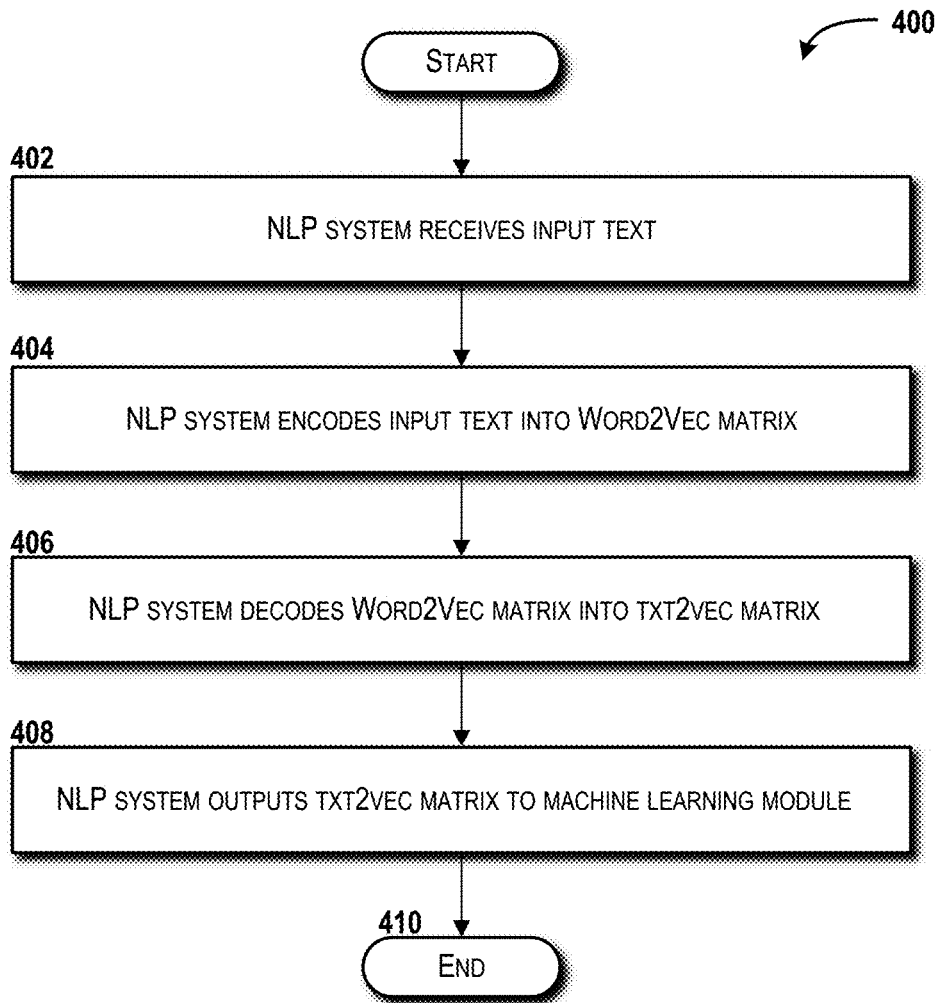 400
START
402
NLP SYSTEM RECEIVES INPUT TEXT
404
NLP SYSTEM ENCODES INPUT TEXT INTO WORD2VEC MATRIX
406
NLP SYSTEM DECODES WORD2VEC MATRIX INTO TXT2VEC MATRIX
408
NLP SYSTEM OUTPUTS TXT2VEC MATRIX TO MACHINE LEARNING MODULE
410
END